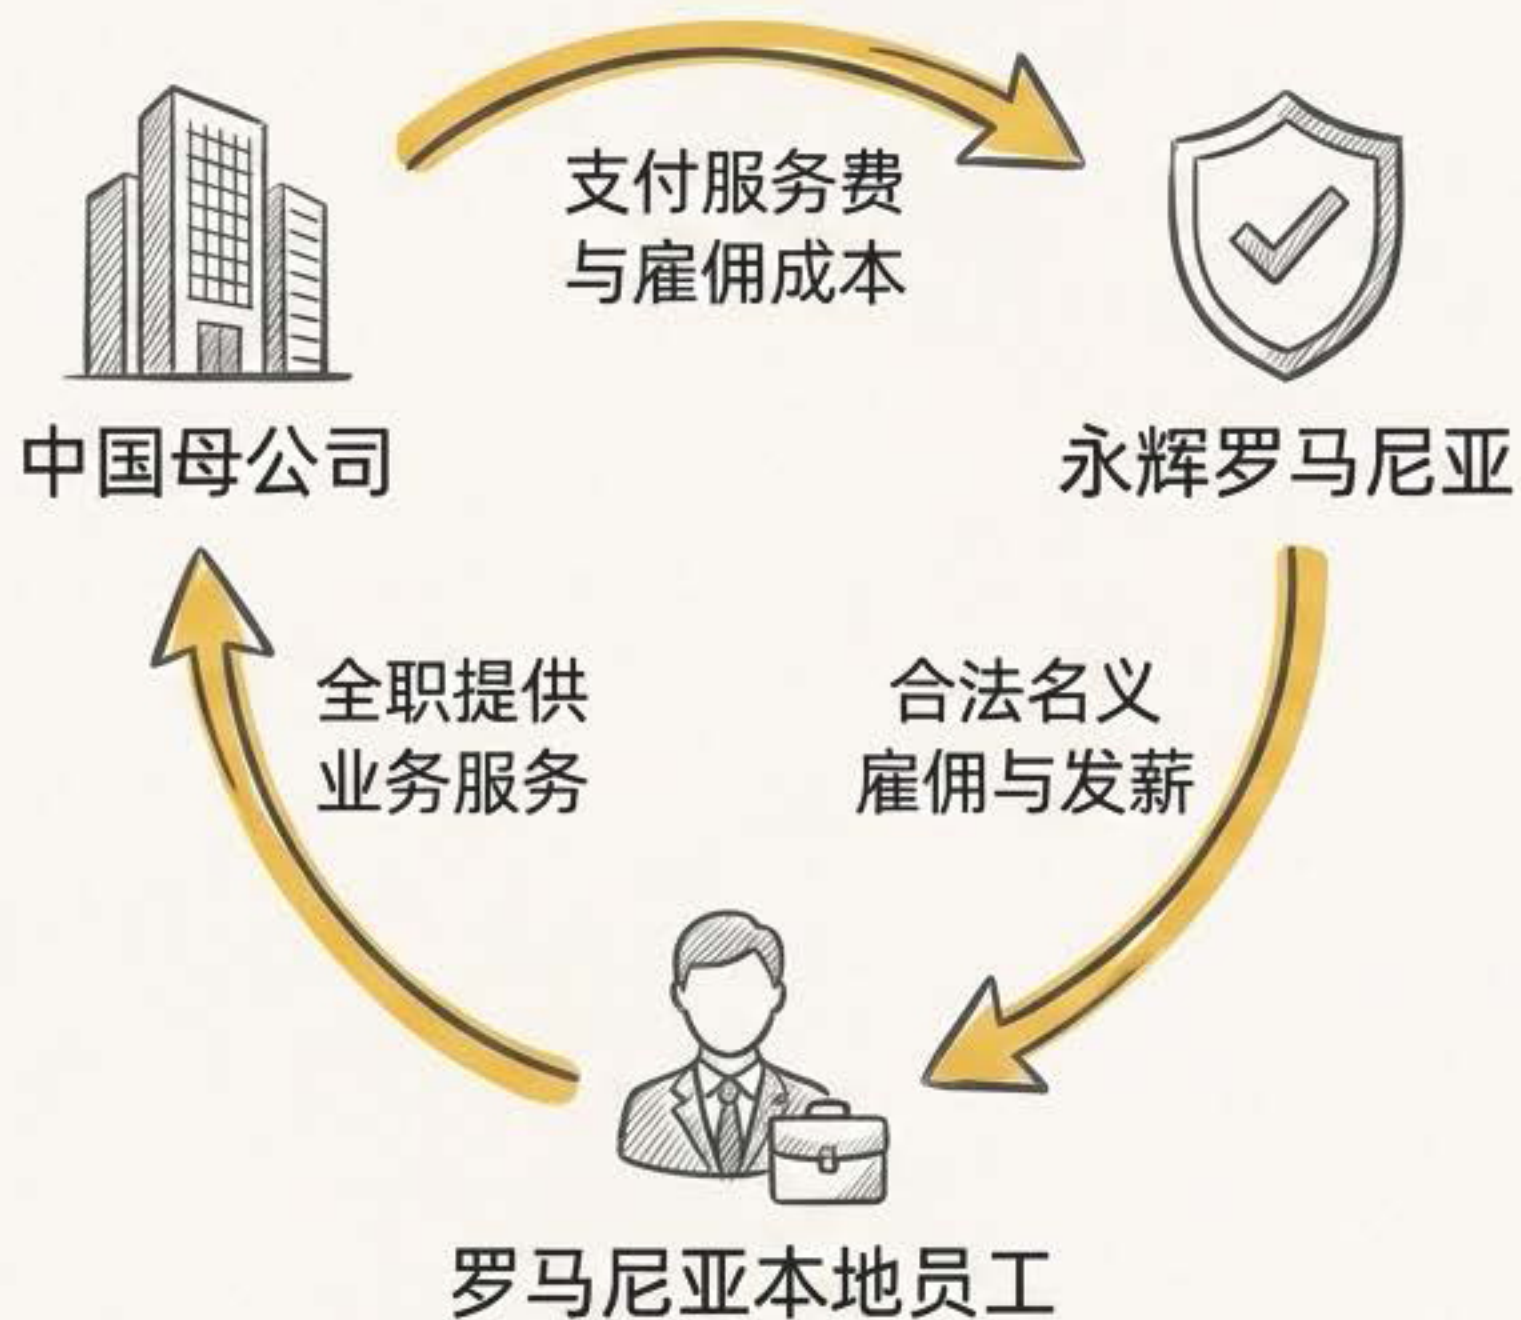 支付服务费
与雇佣成本
中国母公司
永辉罗马尼亚
全职提供
业务服务
合法名义
雇佣与发薪
罗马尼亚本地员工